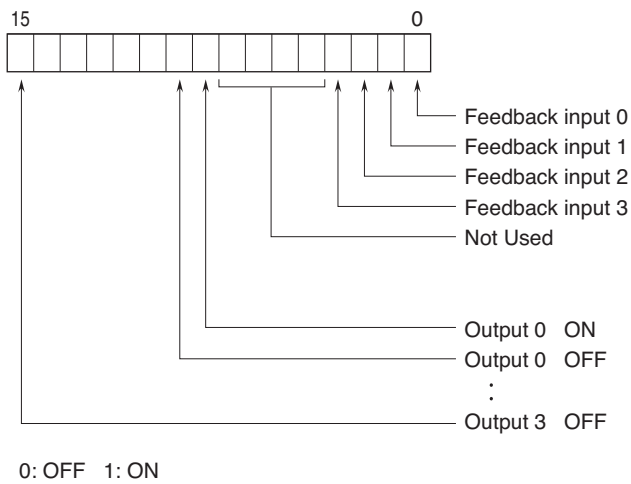 15 0
Feedback input 0
Feedback input 1
Feedback input 2
Feedback input 3
Not Used
Output 0 ON
Output 0 OFF
:
Output 3 OFF
0: OFF 1: ON